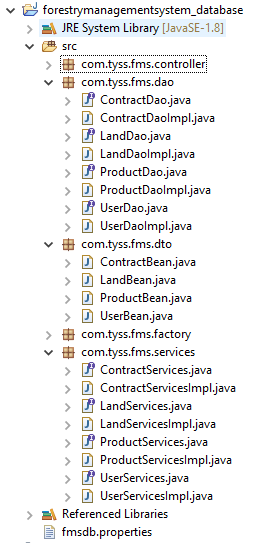 forestrymanagementsystem_database
JRE System Library [JavaSE-1.8]
src
com.tyss.fms.controller
com.tyss.fms.dao
ContractDao.java
ContractDaoImpl.java
LandDao.java
LandDaoImpl.java
ProductDao.java
ProductDaoImpl.java
UserDao.java
UserDaoImpl.java
com.tyss.fms.dto
ContractBean.java
LandBean.java
ProductBean.java
UserBean.java
com.tyss.fms.factory
com.tyss.fms.services
ContractServices.java
ContractServicesImpl.java
LandServices.java
LandServicesImpl.java
ProductServices.java
ProductServicesImpl.java
UserServices.java
UserServicesImpl.java
Referenced Libraries
fmsdb.properties